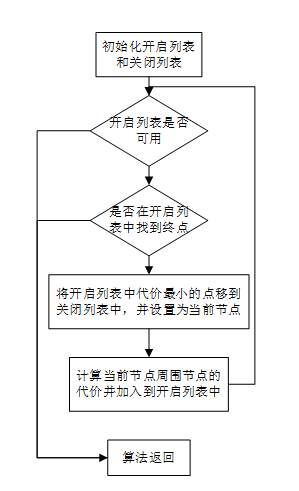 初始化开启列表
和关闭列表
开启列表是否
可用
是否在开启列
表中找到终点
将开启列表中代价最小的点移到
关闭列表中，并设置为当前节点
计算当前节点周围节点的
代价并加入到开启列表中
算法返回